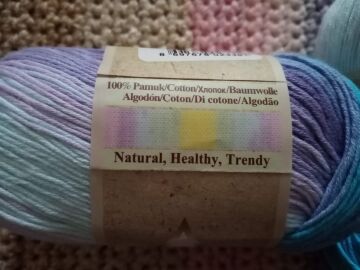 100% Pamuk/Cotton/Хлопок/Baumwolle
Algodón/Coton/Di cotone/Algodão
Natural, Healthy, Trendy